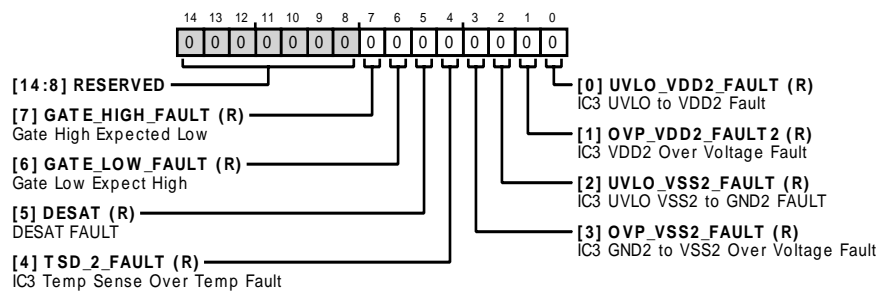 14 13 12 11 10 9 8 7 6 5 4 3 2 1 0
0 0 0 0 0 0 0 0 0 0 0 0 0 0 0
[14:8] RESERVED
[7] GATE_HIGH_FAULT (R)
Gate High Expected Low
[6] GATE_LOW_FAULT (R)
Gate Low Expect High
[5] DESAT (R)
DESAT FAULT
[4] TSD_2_FAULT (R)
IC3 Temp Sense Over Temp Fault
[0] UVLO_VDD2_FAULT (R)
IC3 UVLO to VDD2 Fault
[1] OVP_VDD2_FAULT2 (R)
IC3 VDD2 Over Voltage Fault
[2] UVLO_VSS2_FAULT (R)
IC3 UVLO VSS2 to GND2 FAULT
[3] OVP_VSS2_FAULT (R)
IC3 GND2 to VSS2 Over Voltage Fault